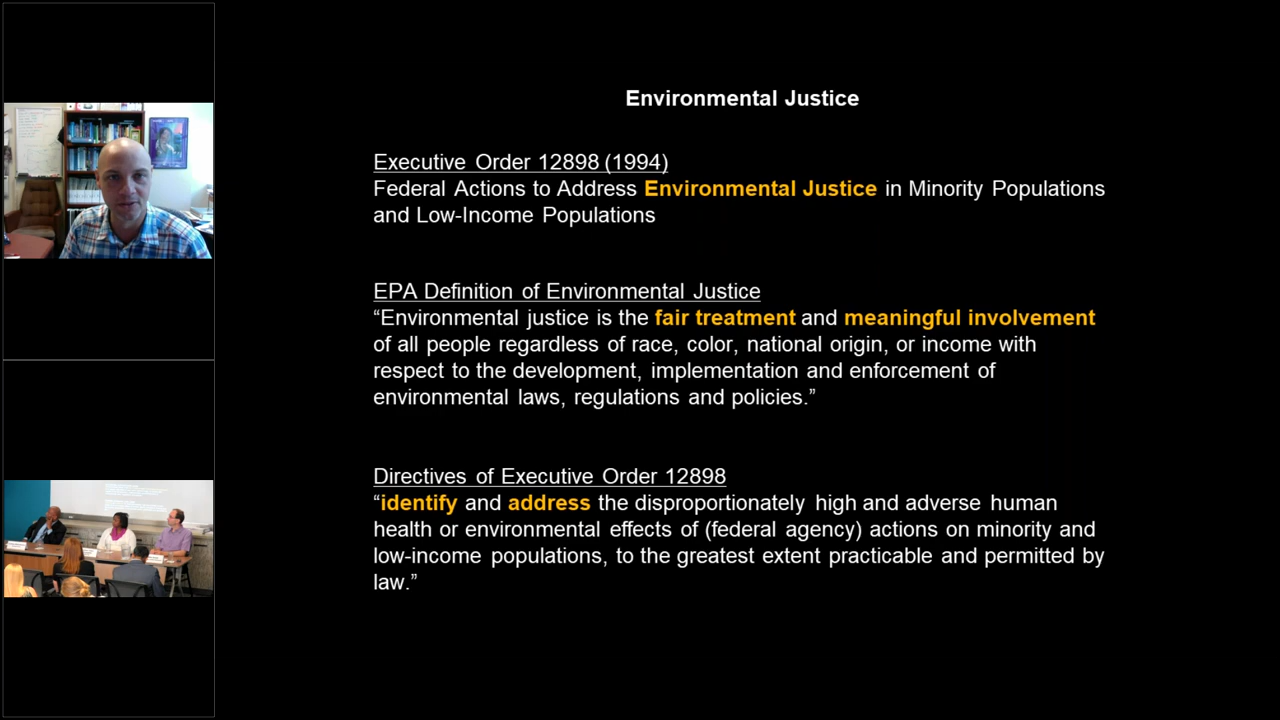 Environmental Justice
Executive Order 12898 (1994)
Federal Actions to Address Environmental Justice in Minority Populations
and Low-Income Populations
EPA Definition of Environmental Justice
“Environmental justice is the fair treatment and meaningful involvement
of all people regardless of race, color, national origin, or income with
respect to the development, implementation and enforcement of
environmental laws, regulations and policies.”
Directives of Executive Order 12898
“identify and address the disproportionately high and adverse human
health or environmental effects of (federal agency) actions on minority and
low-income populations, to the greatest extent practicable and permitted by
law.”